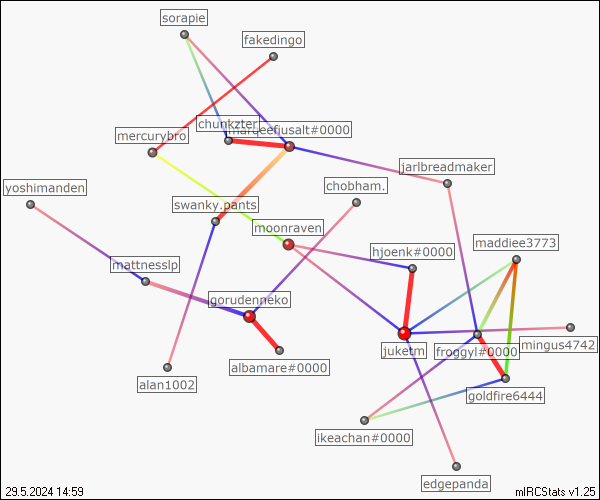 sorapie
fakedingo
chunkzter
#0000
mercurybro
jarlbreadmaker
yoshimanden
chobham.
swanky.pants
moonraven
maddiee3773
hjoenk#0000
mattnesslp
gorudenneko
juketm
froggyl#0000
mingus4742
albamare#0000
alan1002
goldfire6444
ikeachan#0000
edgepanda
29.5.2024 14:59
mIRCStats v1.25